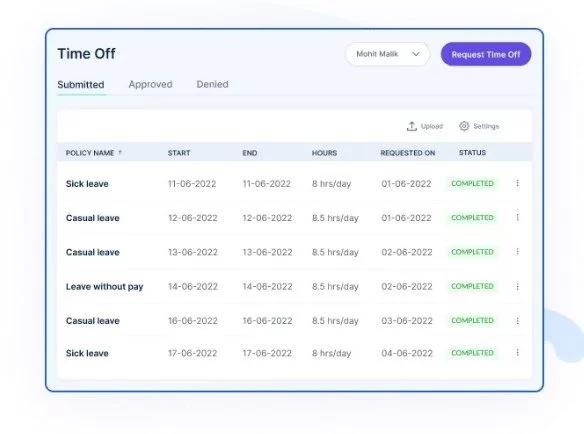 Time Off
Mohit Malik
Request Time Off
Submitted Approved Denied
Upload Settings
POLICY NAME ↑ START END HOURS REQUESTED ON STATUS
Sick leave 11-06-2022 11-06-2022 8 hrs/day 01-06-2022 COMPLETED
Casual leave 12-06-2022 12-06-2022 8.5 hrs/day 01-06-2022 COMPLETED
Casual leave 13-06-2022 13-06-2022 8.5 hrs/day 02-06-2022 COMPLETED
Leave without pay 14-06-2022 14-06-2022 8.5 hrs/day 02-06-2022 COMPLETED
Casual leave 16-06-2022 16-06-2022 8.5 hrs/day 03-06-2022 COMPLETED
Sick leave 17-06-2022 17-06-2022 8 hr/day 04-06-2022 COMPLETED